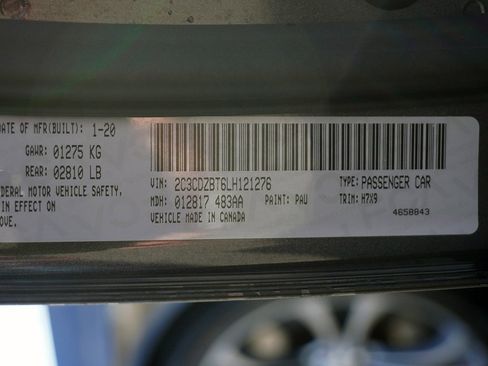 DATE OF MFR(BUILT): 1-20
GAWR: 01275 KG
REAR: 02810 LB
DERAL MOTOR VEHICLE SAFETY,
IN EFFECT ON
OVE.
VIN: 2C3CDZBT6LH121276
MDH: 012817 483AA PAINT: PAU
VEHICLE MADE IN CANADA
TYPE: PASSENGER CAR
TRIM: H7X9
4658843